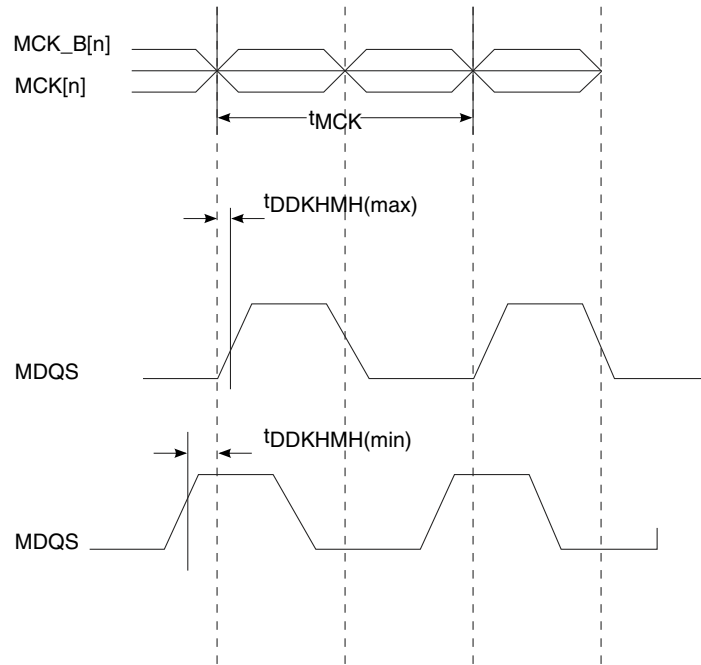 MCK_B[n]
MCK[n]
tMCK
tDDKHMH(max)
MDQS
tDDKHMH(min)
MDQS